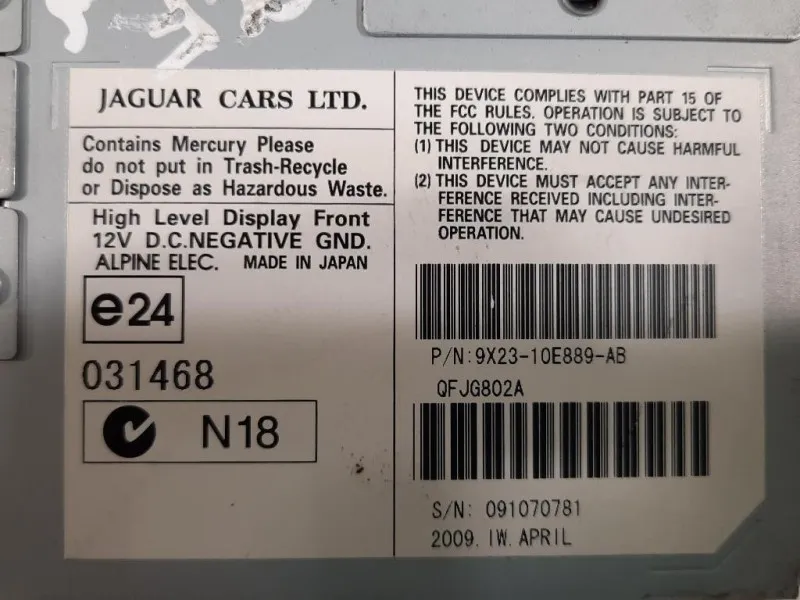 JAGUAR CARS LTD.
Contains Mercury Please
do not put in Trash-Recycle
or Dispose as Hazardous Waste.
High Level Display Front
12V D.C.NEGATIVE GND.
ALPINE ELEC. MADE IN JAPAN
e24
031468
N18
THIS DEVICE COMPLIES WITH PART 15 OF
THE FCC RULES. OPERATION IS SUBJECT TO
THE FOLLOWING TWO CONDITIONS:
(1) THIS DEVICE MAY NOT CAUSE HARMFUL
INTERFERENCE.
(2) THIS DEVICE MUST ACCEPT ANY INTER-
FERENCE RECEIVED INCLUDING INTER-
FERENCE THAT MAY CAUSE UNDESIRED
OPERATION.
P/N:9X23-10E889-AB
QFJG802A
S/N: 091070781
2009. IW. APRIL